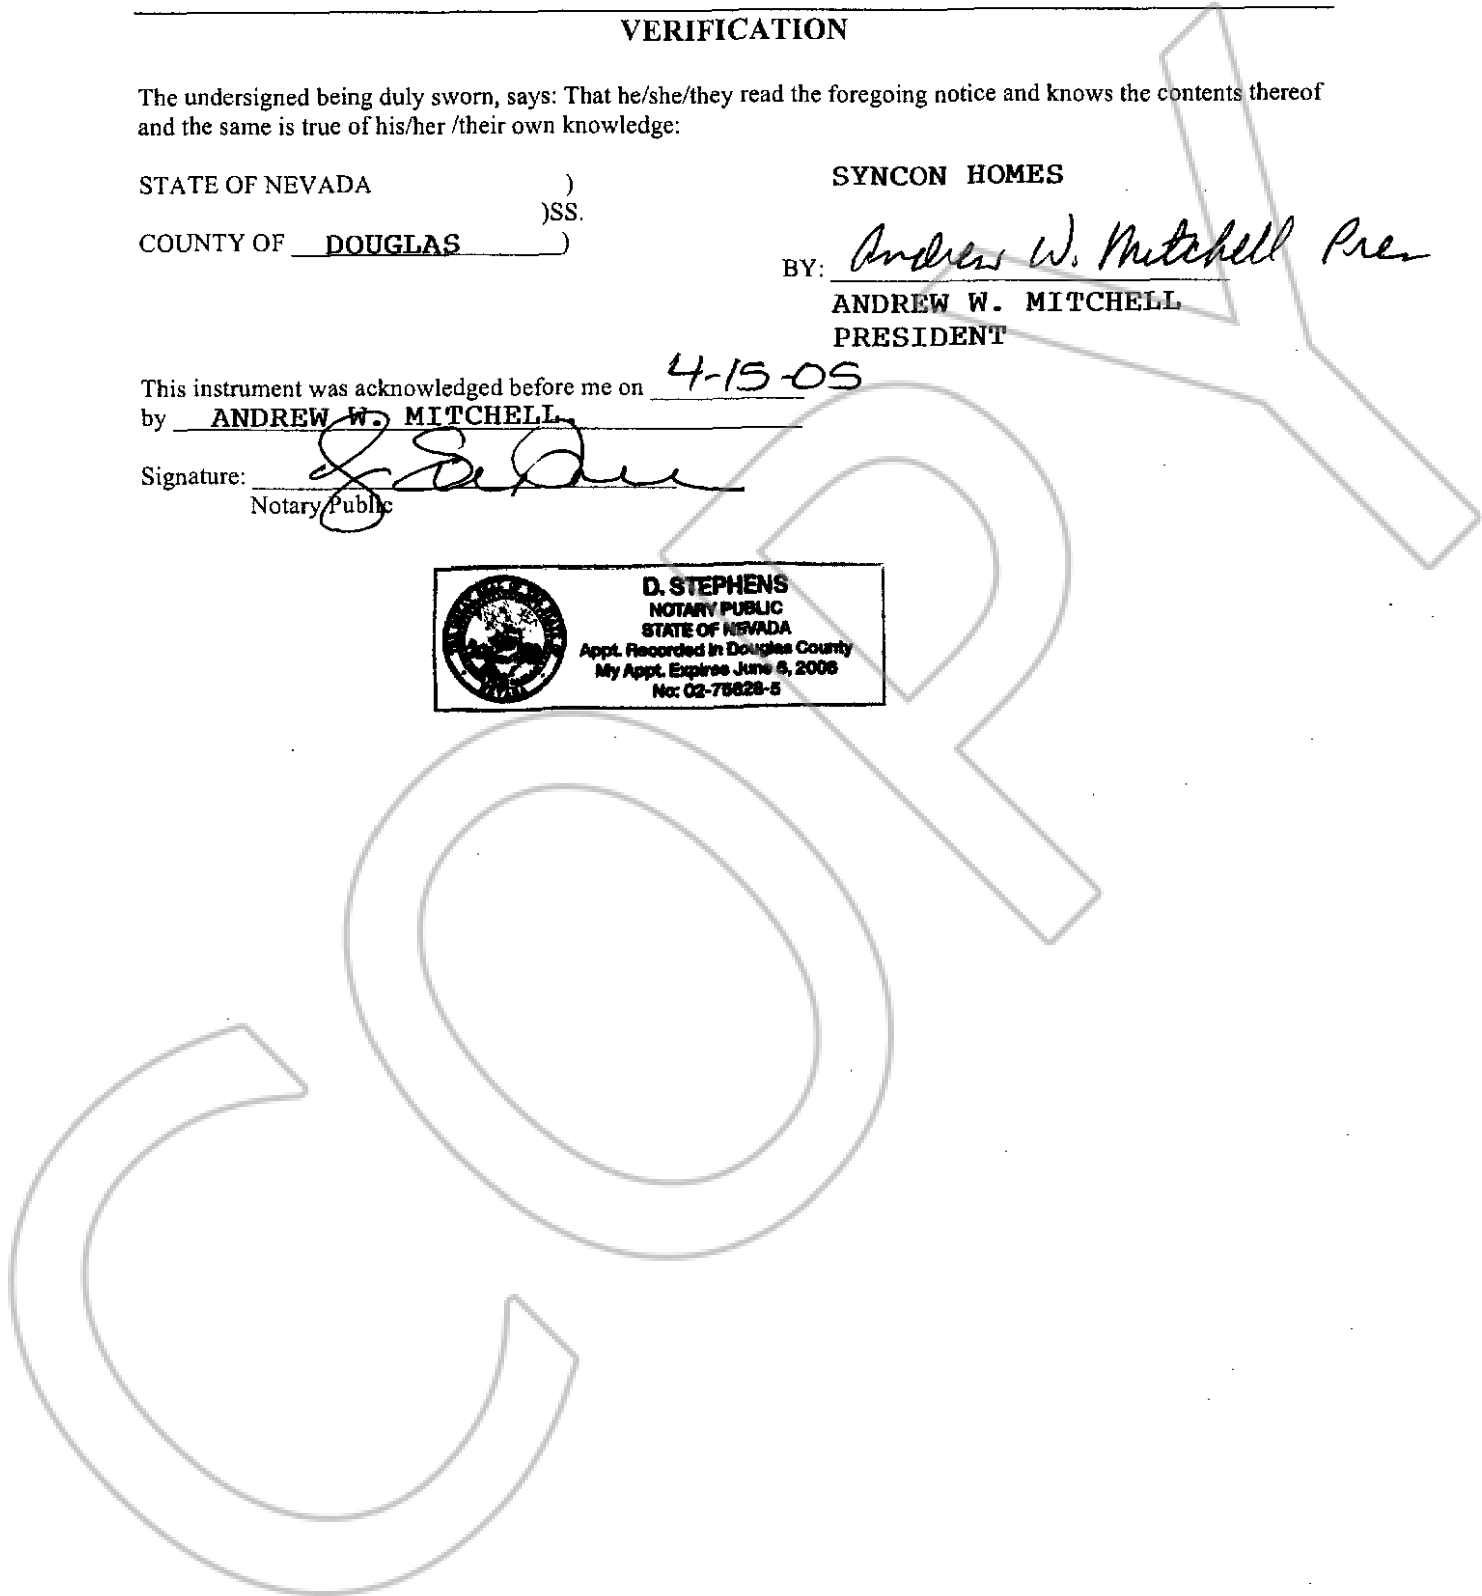 VERIFICATION
The undersigned being duly sworn, says: That he/she/they read the foregoing notice and knows the contents thereof
and the same is true of his/her /their own knowledge:
STATE OF NEVADA )
)SS.
COUNTY OF DOUGLAS )
SYNCON HOMES
BY: Andrew W. Mitchell Pres
ANDREW W. MITCHELL
PRESIDENT
This instrument was acknowledged before me on 4-15-05
by ANDREW W. MITCHELL
Signature:
Notary Public
D. STEPHENS
NOTARY PUBLIC
STATE OF NEVADA
Appt. Recorded in Douglas County
My Appt. Expires June 6, 2006
No:
COPY